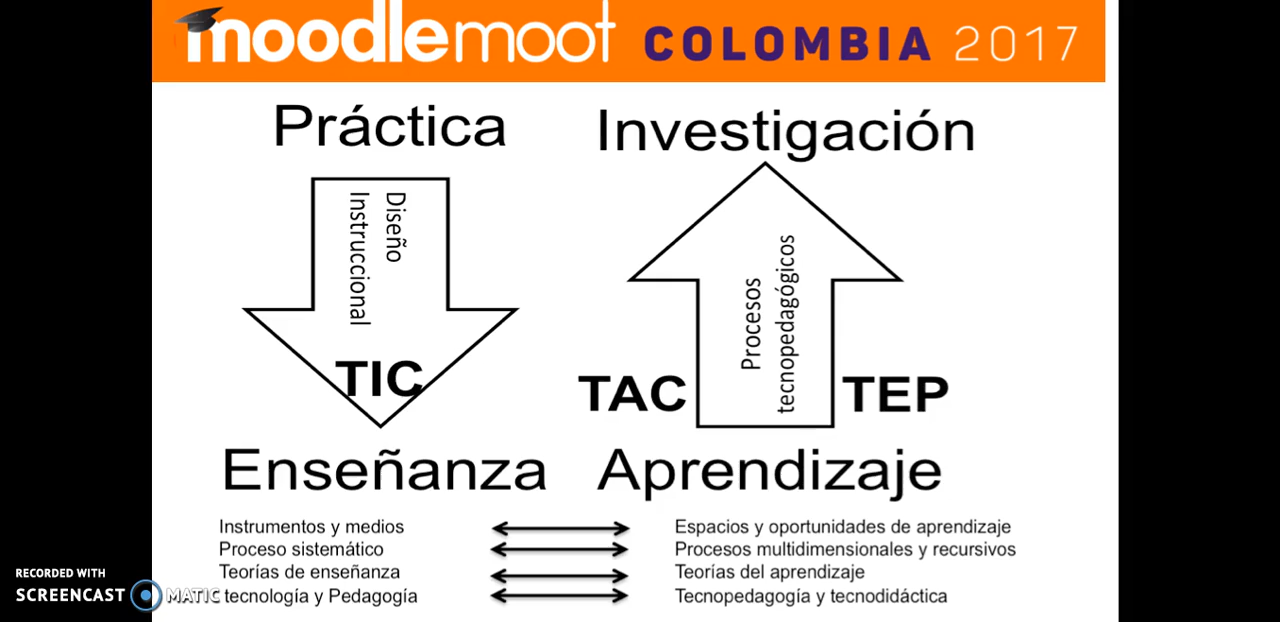 moodlemoot COLOMBIA 2017
Práctica
Investigación
Diseño
Instruccional
Procesos
tecnopedagógicos
TIC
TAC
TEP
Enseñanza
Aprendizaje
Instrumentos y medios
Espacios y oportunidades de aprendizaje
Proceso sistemático
Procesos multidimensionales y recursivos
Teorías de enseñanza
Teorías del aprendizaje
tecnología y Pedagogía
Tecnopedagogía y tecnodidáctica
RECORDED WITH
SCREENCAST MATIC